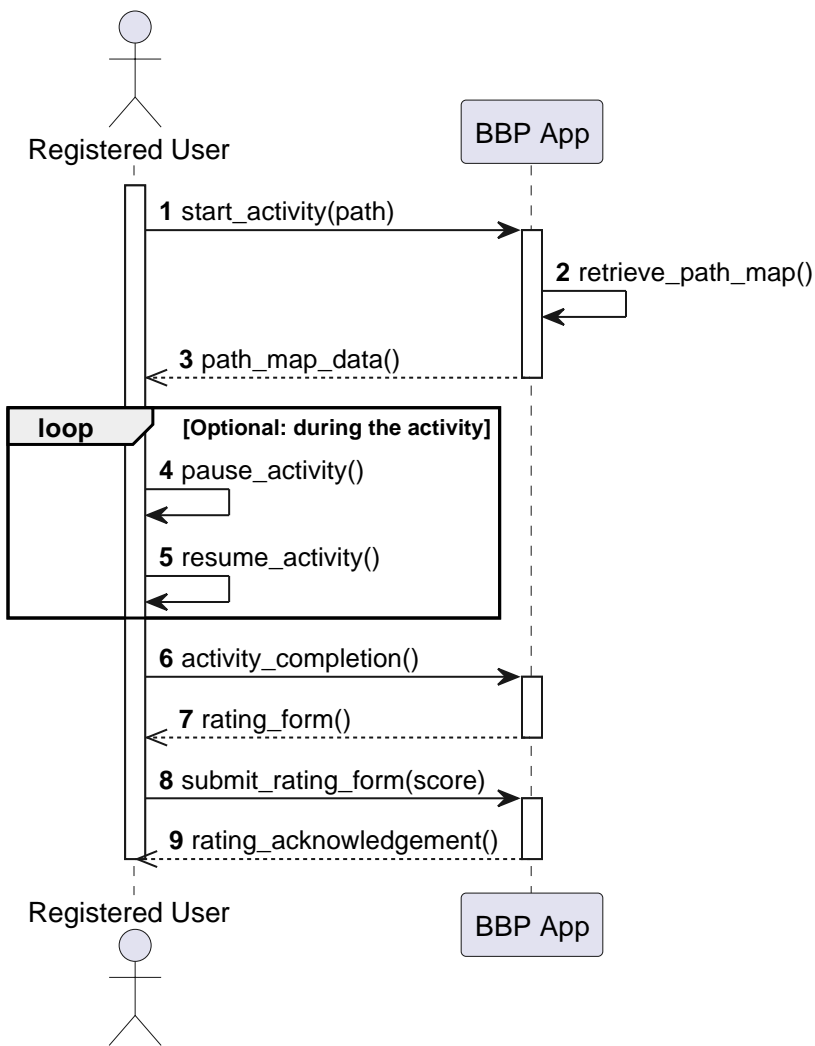 Registered User
BBP App
1 start_activity(path)
2 retrieve_path_map()
3 path_map_data()
loop [Optional: during the activity]
4 pause_activity()
5 resume_activity()
6 activity_completion()
7 rating_form()
8 submit_rating_form(score)
9 rating_acknowledgement()
Registered User
BBP App